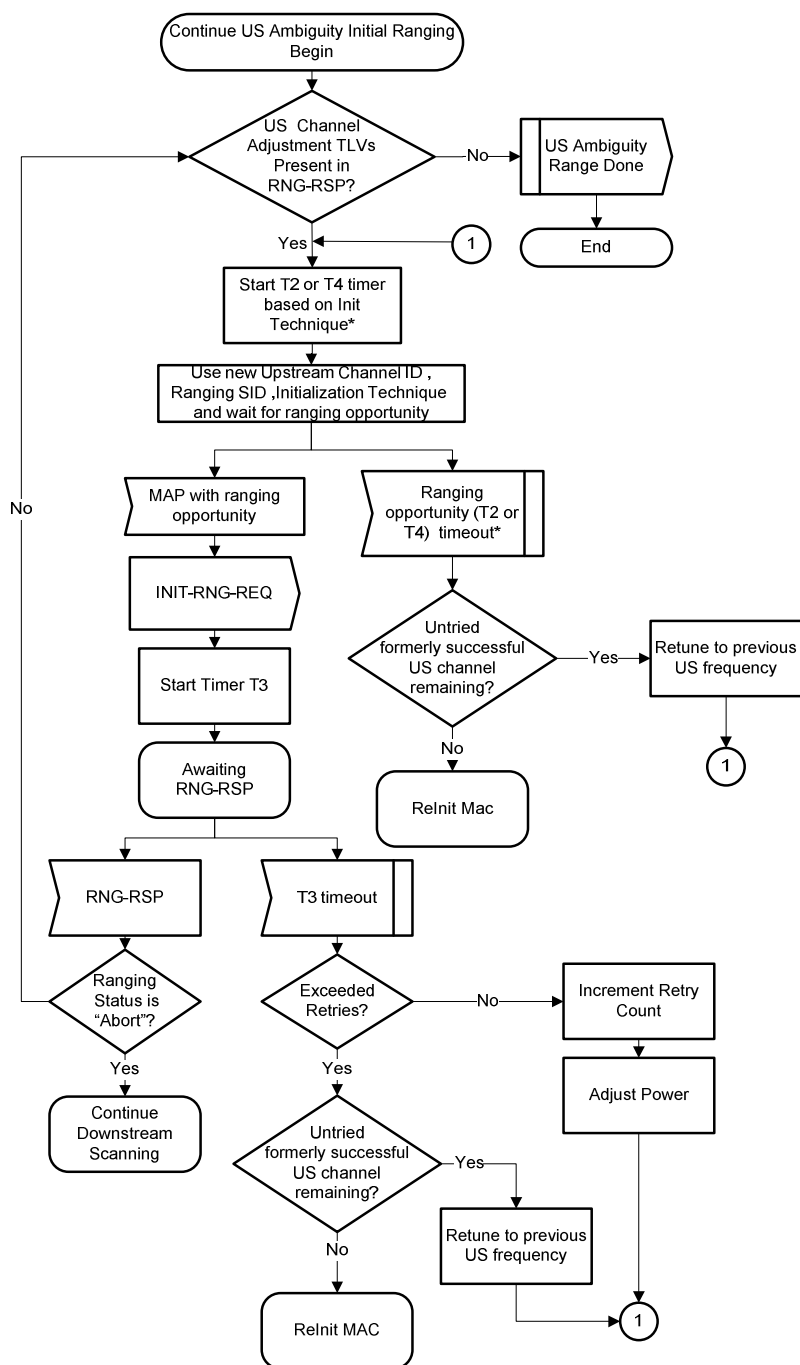 Continue US Ambiguity Initial Ranging
Begin
US Channel
Adjustment TLVs
Present in
RNG-RSP?
No
US Ambiguity
Range Done
End
Yes
1
Start T2 or T4 timer
based on Init
Technique*
Use new Upstream Channel ID ,
Ranging SID ,Initialization Technique
and wait for ranging opportunity
No
MAP with ranging
opportunity
Ranging
opportunity (T2 or
T4) timeout*
INIT-RNG-REQ
Untried
formerly successful
US channel
remaining?
Yes
Retune to previous
US frequency
Start Timer T3
No
1
Awaiting
RNG-RSP
ReInit Mac
RNG-RSP
T3 timeout
Ranging
Status is
“Abort”?
Exceeded
Retries?
No
Increment Retry
Count
Yes
Yes
Adjust Power
Continue
Downstream
Scanning
Untried
formerly successful
US channel
remaining?
Yes
Retune to previous
US frequency
No
ReInit MAC
1